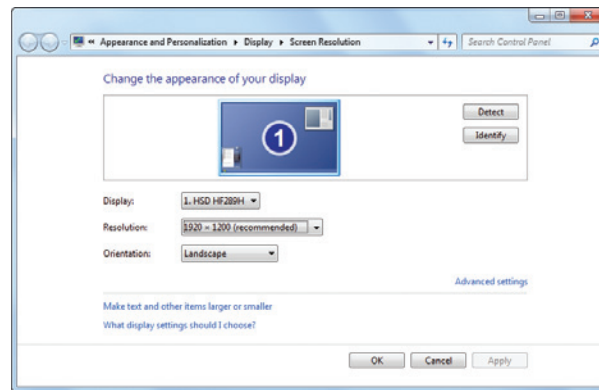 « Appearance and Personalization ▸ Display ▸ Screen Resolution
Search Control Panel
Change the appearance of your display
1
Detect
Identify
Display: 1. HSD HF289H
Resolution: 1920 × 1200 (recommended)
Orientation: Landscape
Advanced settings
Make text and other items larger or smaller
What display settings should I choose?
OK Cancel Apply